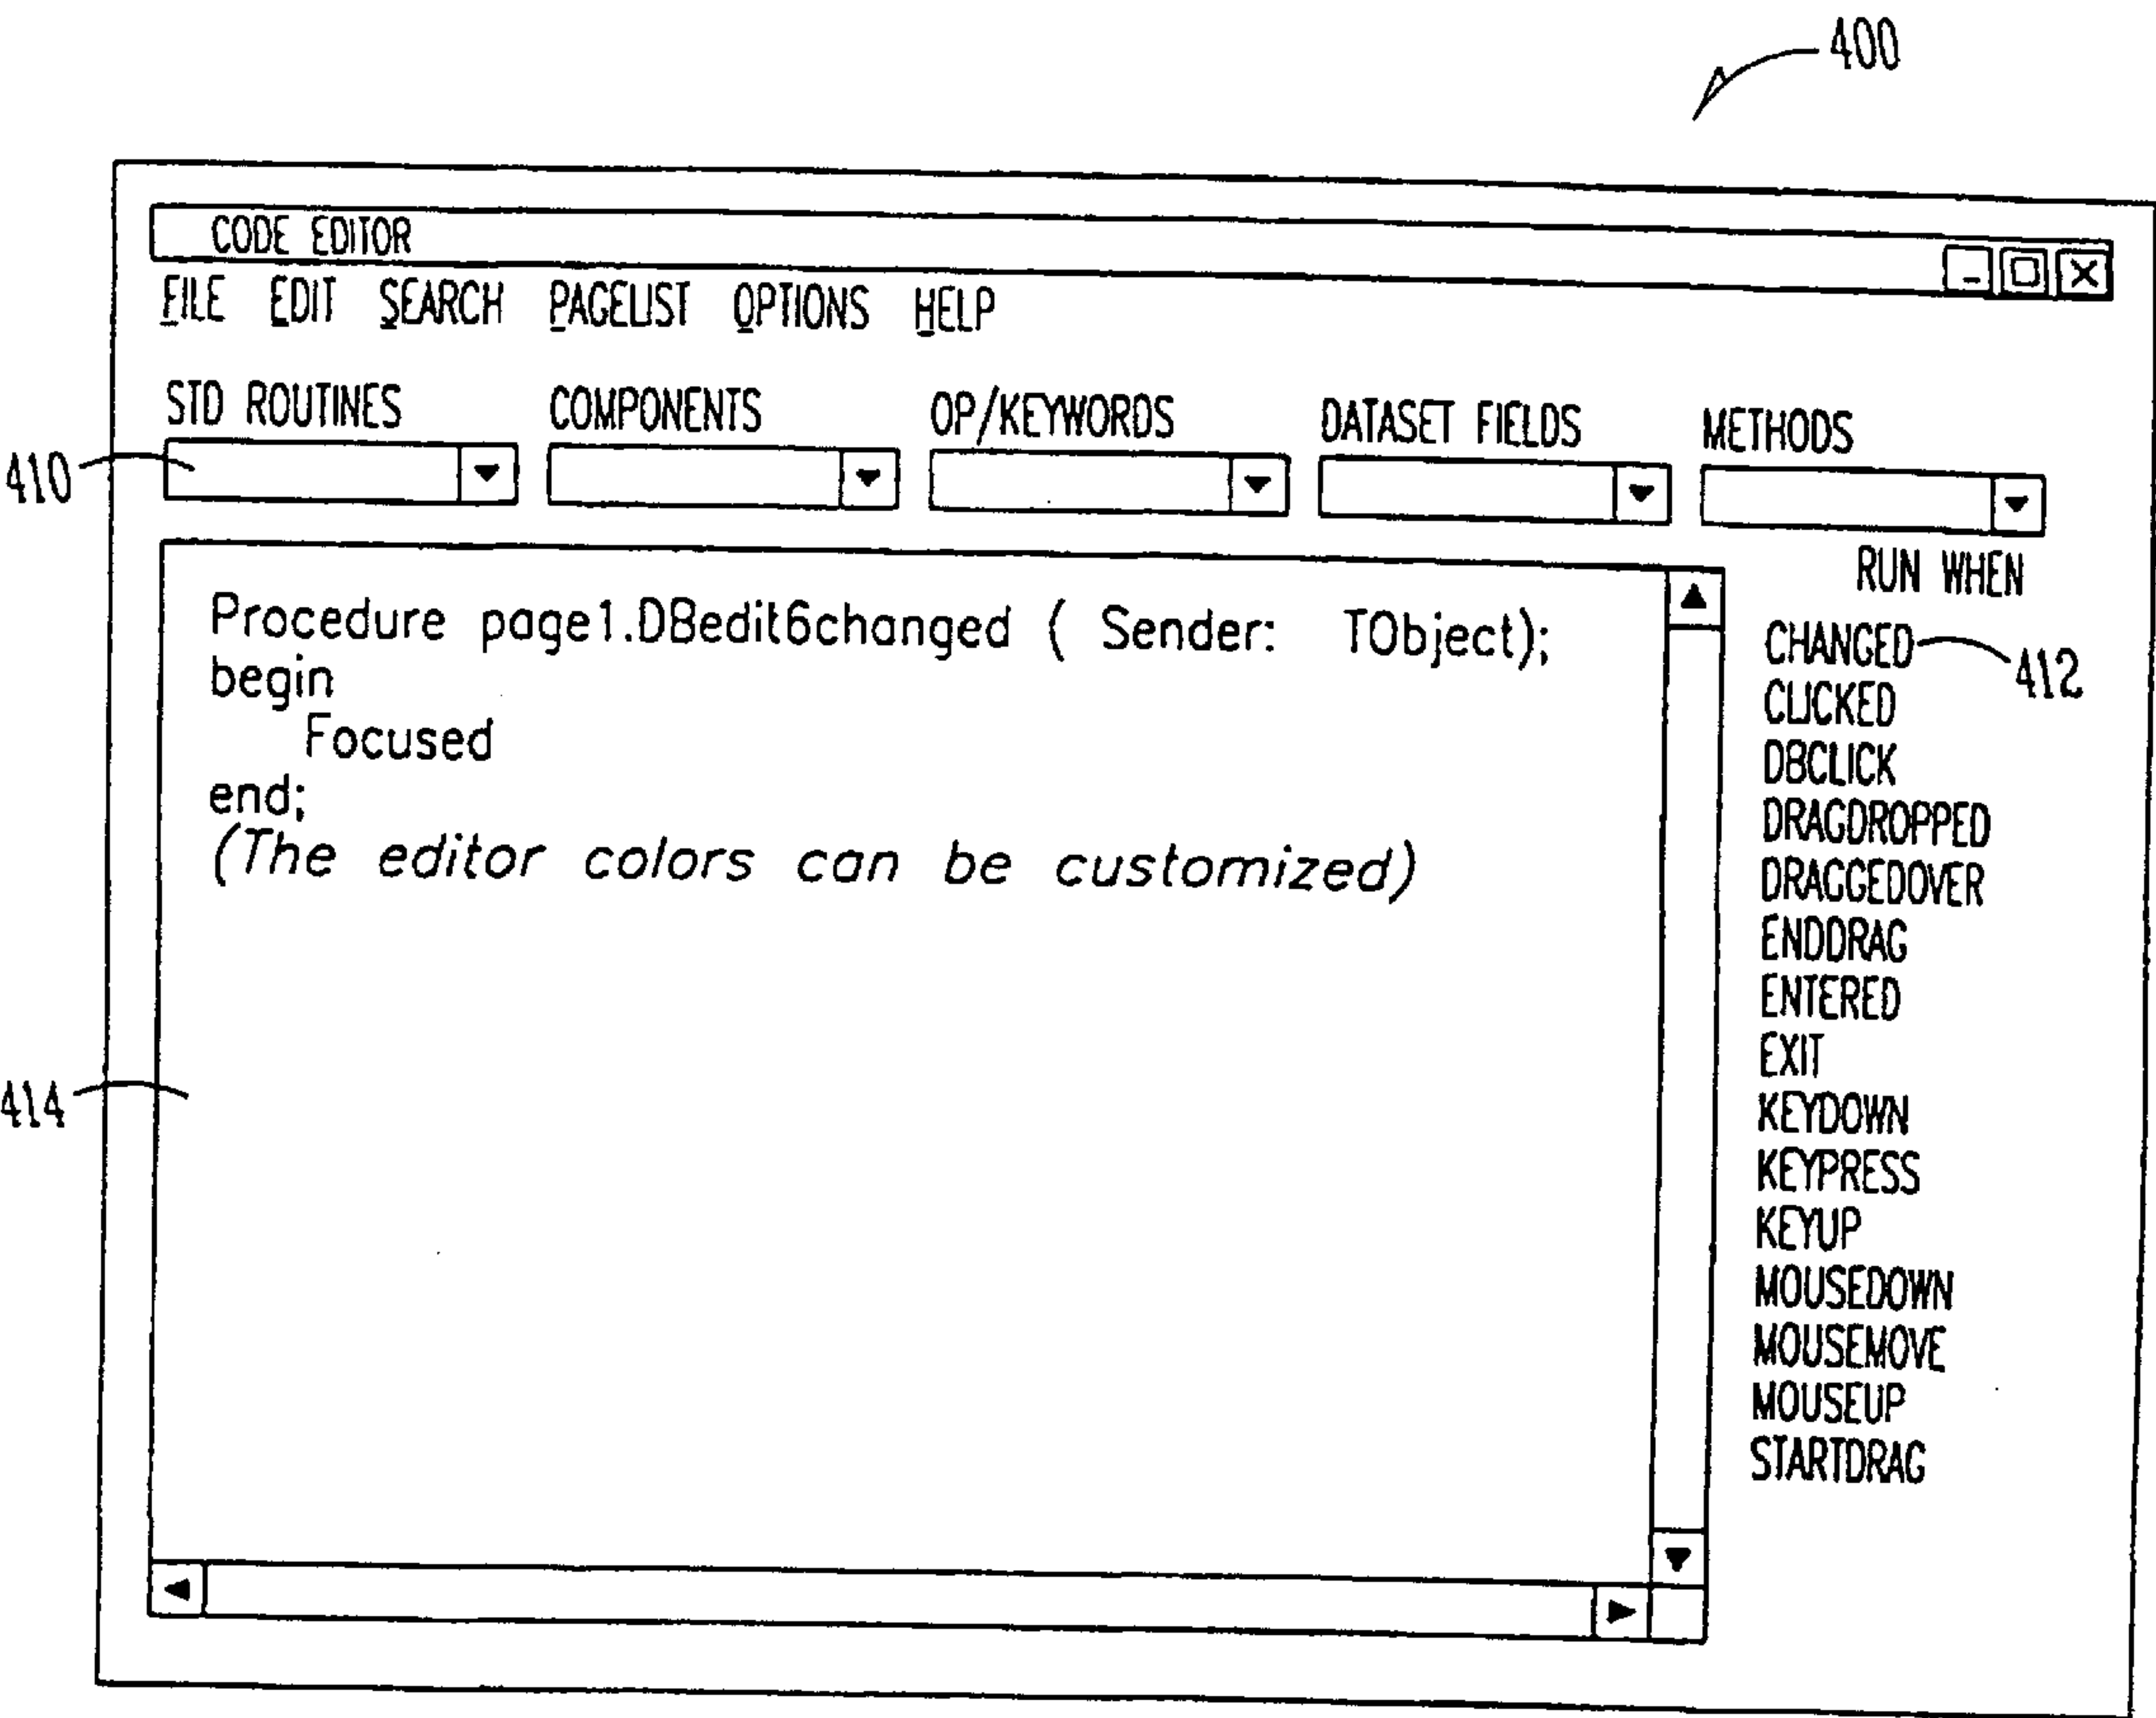 400
CODE EDITOR
FILE EDIT SEARCH PAGELIST OPTIONS HELP
STD ROUTINES COMPONENTS OP/KEYWORDS DATASET FIELDS METHODS
410
RUN WHEN
Procedure page1.DBedit6changed ( Sender: TObject);
begin
Focused
end;
(The editor colors can be customized)
CHANGED 412
CLICKED
DBCLICK
DRAGDROPPED
DRAGGEDOVER
ENDDRAG
ENTERED
EXIT
KEYDOWN
KEYPRESS
KEYUP
MOUSEDOWN
MOUSEMOVE
MOUSEUP
STARTDRAG
414